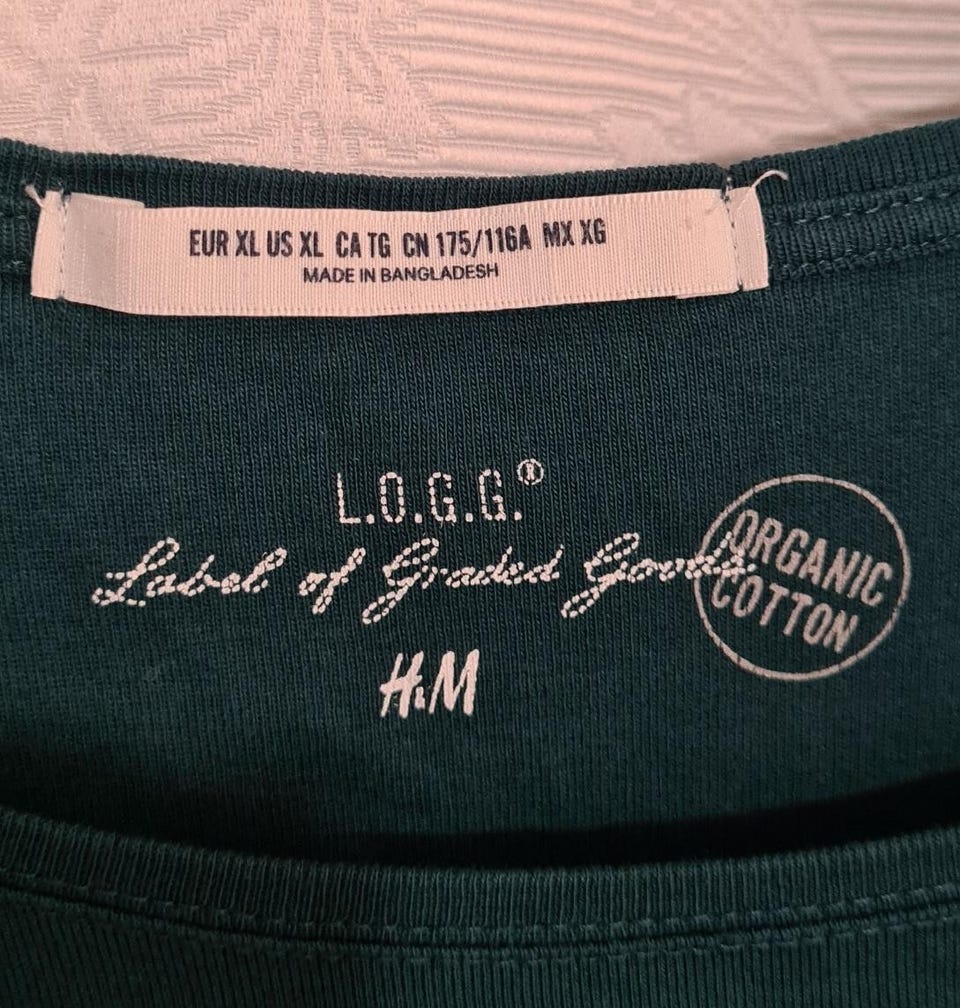 EUR XL US XL CA TG CN 175/116A MX XG
MADE IN BANGLADESH
L.O.G.G.®
Label of Graded Goods
ORGANIC
COTTON
H&M